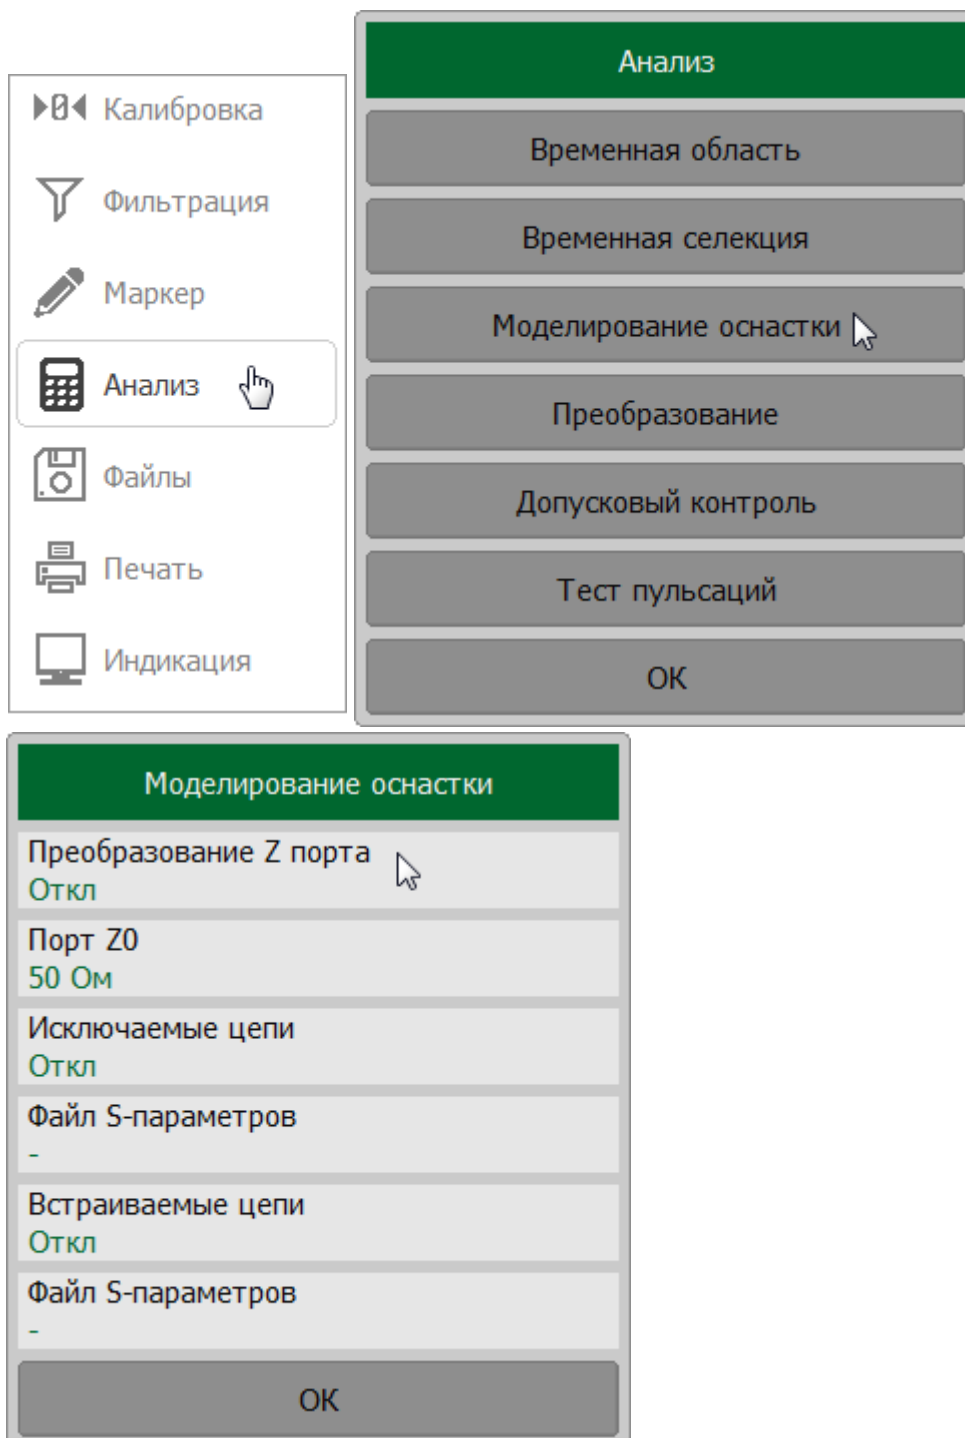 Калибровка
Фильтрация
Маркер
Анализ
Файлы
Печать
Индикация
Анализ
Временная область
Временная селекция
Моделирование оснастки
Преобразование
Допусковый контроль
Тест пульсаций
ОК
Моделирование оснастки
Преобразование Z порта
Откл
Порт Z0
50 Ом
Исключаемые цепи
Откл
Файл S-параметров
-
Встраиваемые цепи
Откл
Файл S-параметров
-
ОК